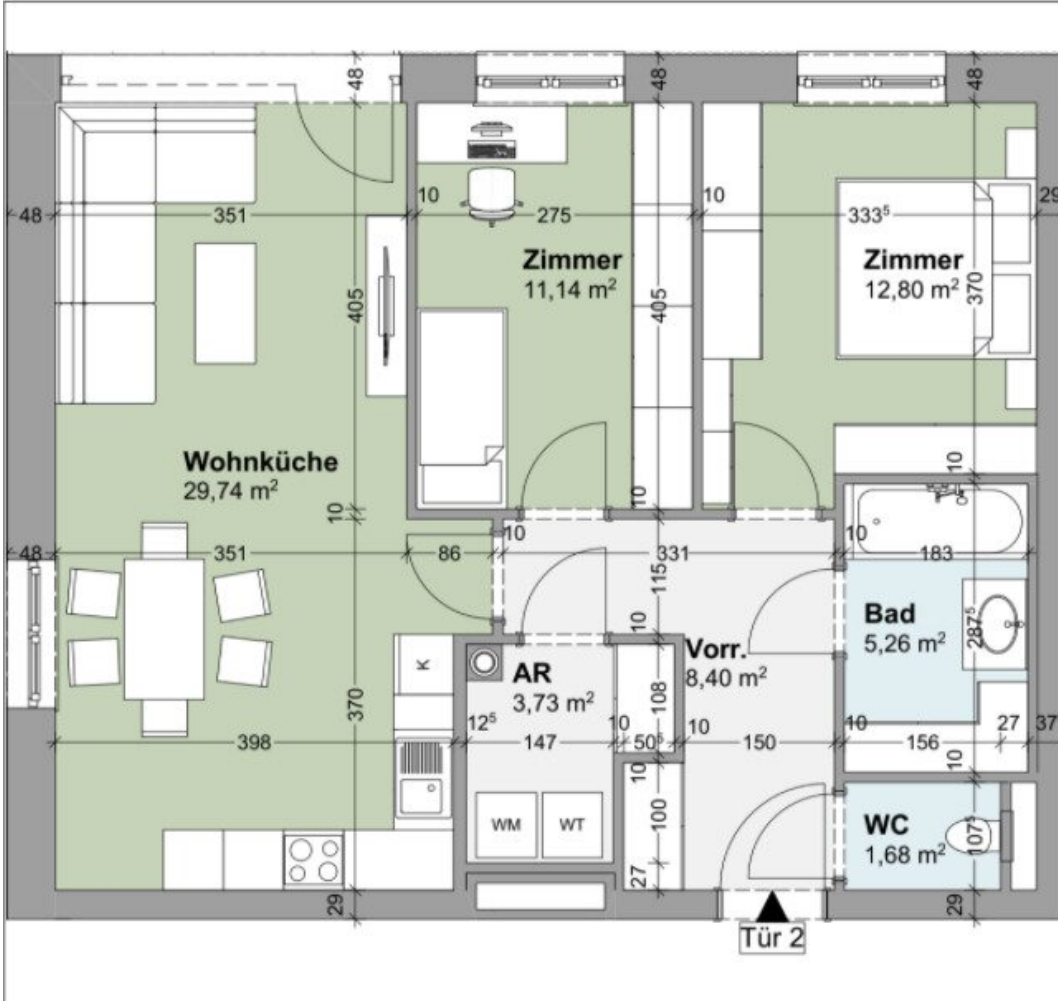 48
48
48
48
351
10
275
10
333⁵
29
Zimmer
11,14 m²
Zimmer
12,80 m²
405
405
370
Wohnküche
29,74 m²
10
10
10
48
351
86
10
331
10
183
115
10
Bad
5,26 m²
287⁵
K
AR
3,73 m²
Vorr.
8,40 m²
108
370
398
12⁵
147
10
50⁵
10
150
10
156
27
37
10
10
100
WM
WT
WC
1,68 m²
107⁵
27
29
29
Tür 2